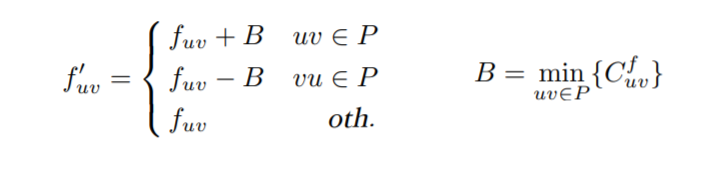 f'_{uv} = { f_{uv} + B   uv ∈ P
f_{uv} − B   vu ∈ P
f_{uv}   oth.
B = min_{uv∈P} {C^f_{uv}}